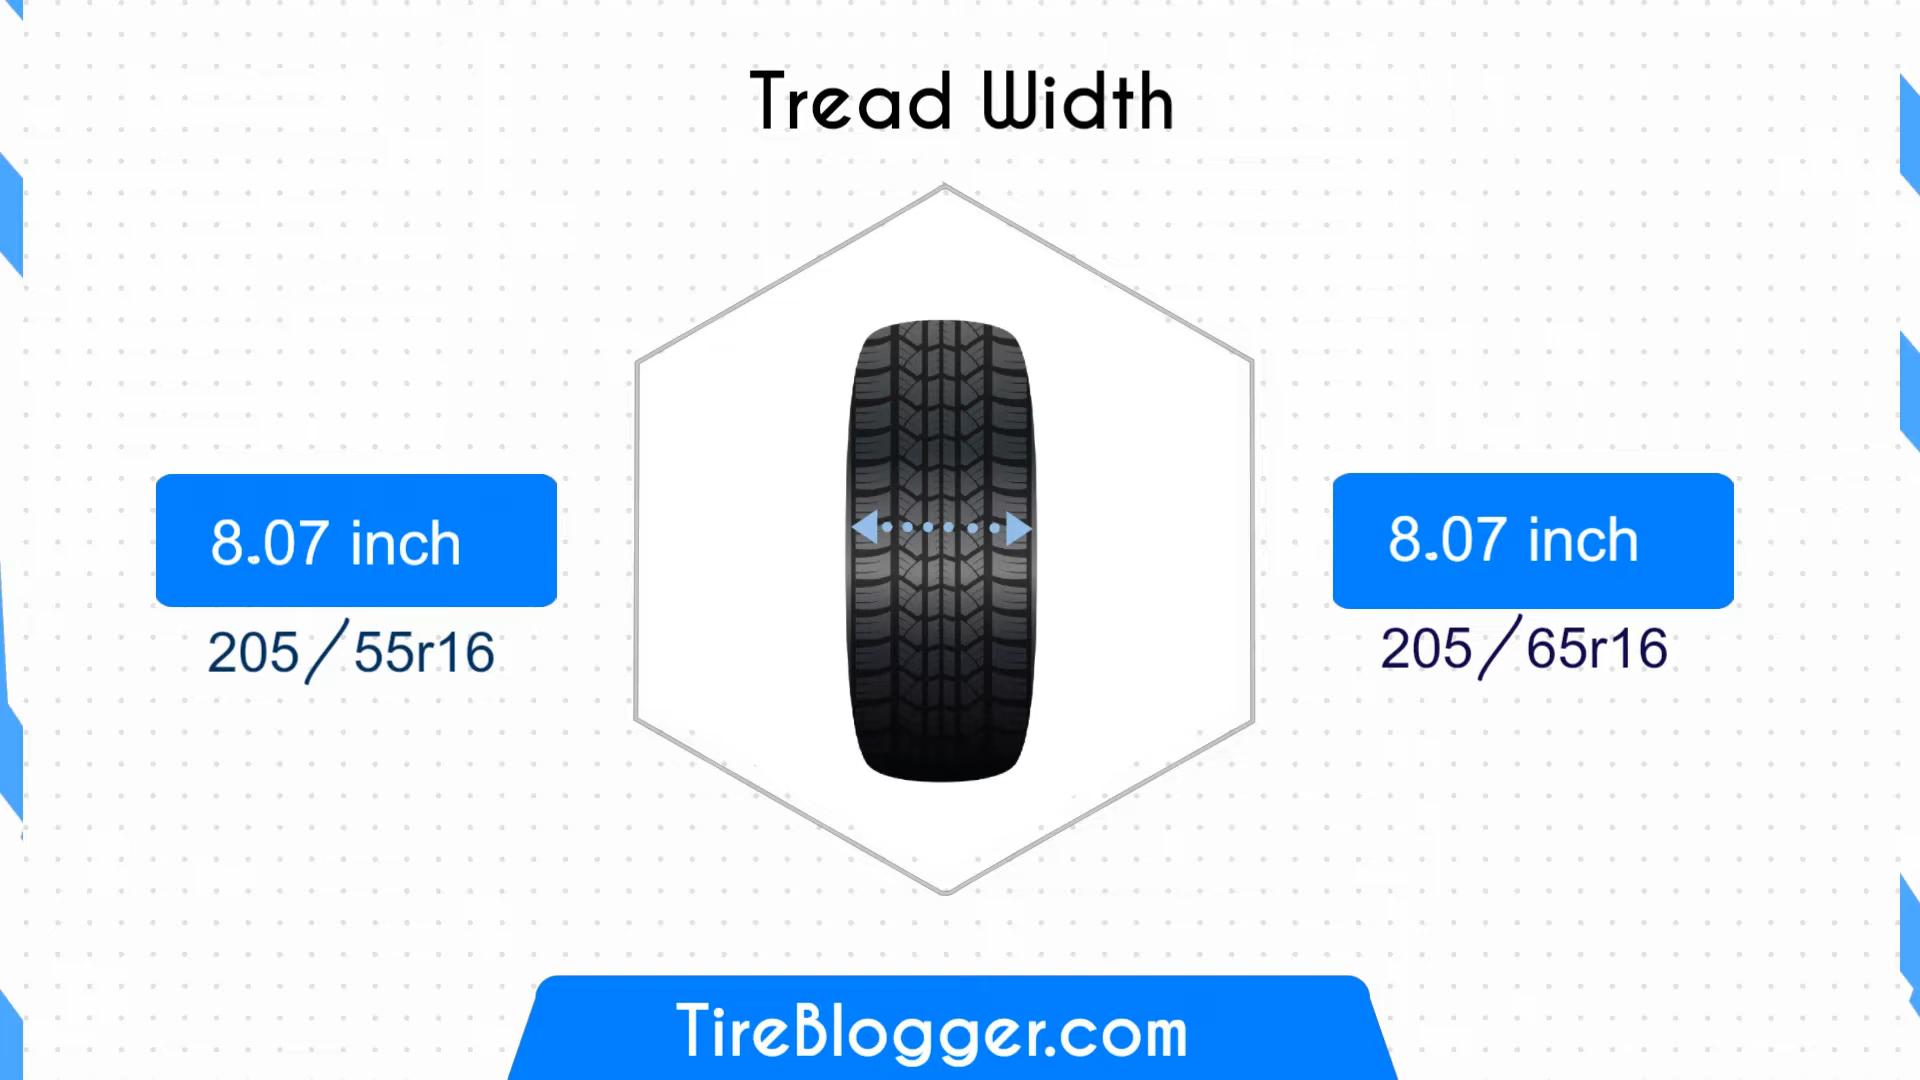 Tread Width
8.07 inch
205/55r16
8.07 inch
205/65r16
TireBlogger.com